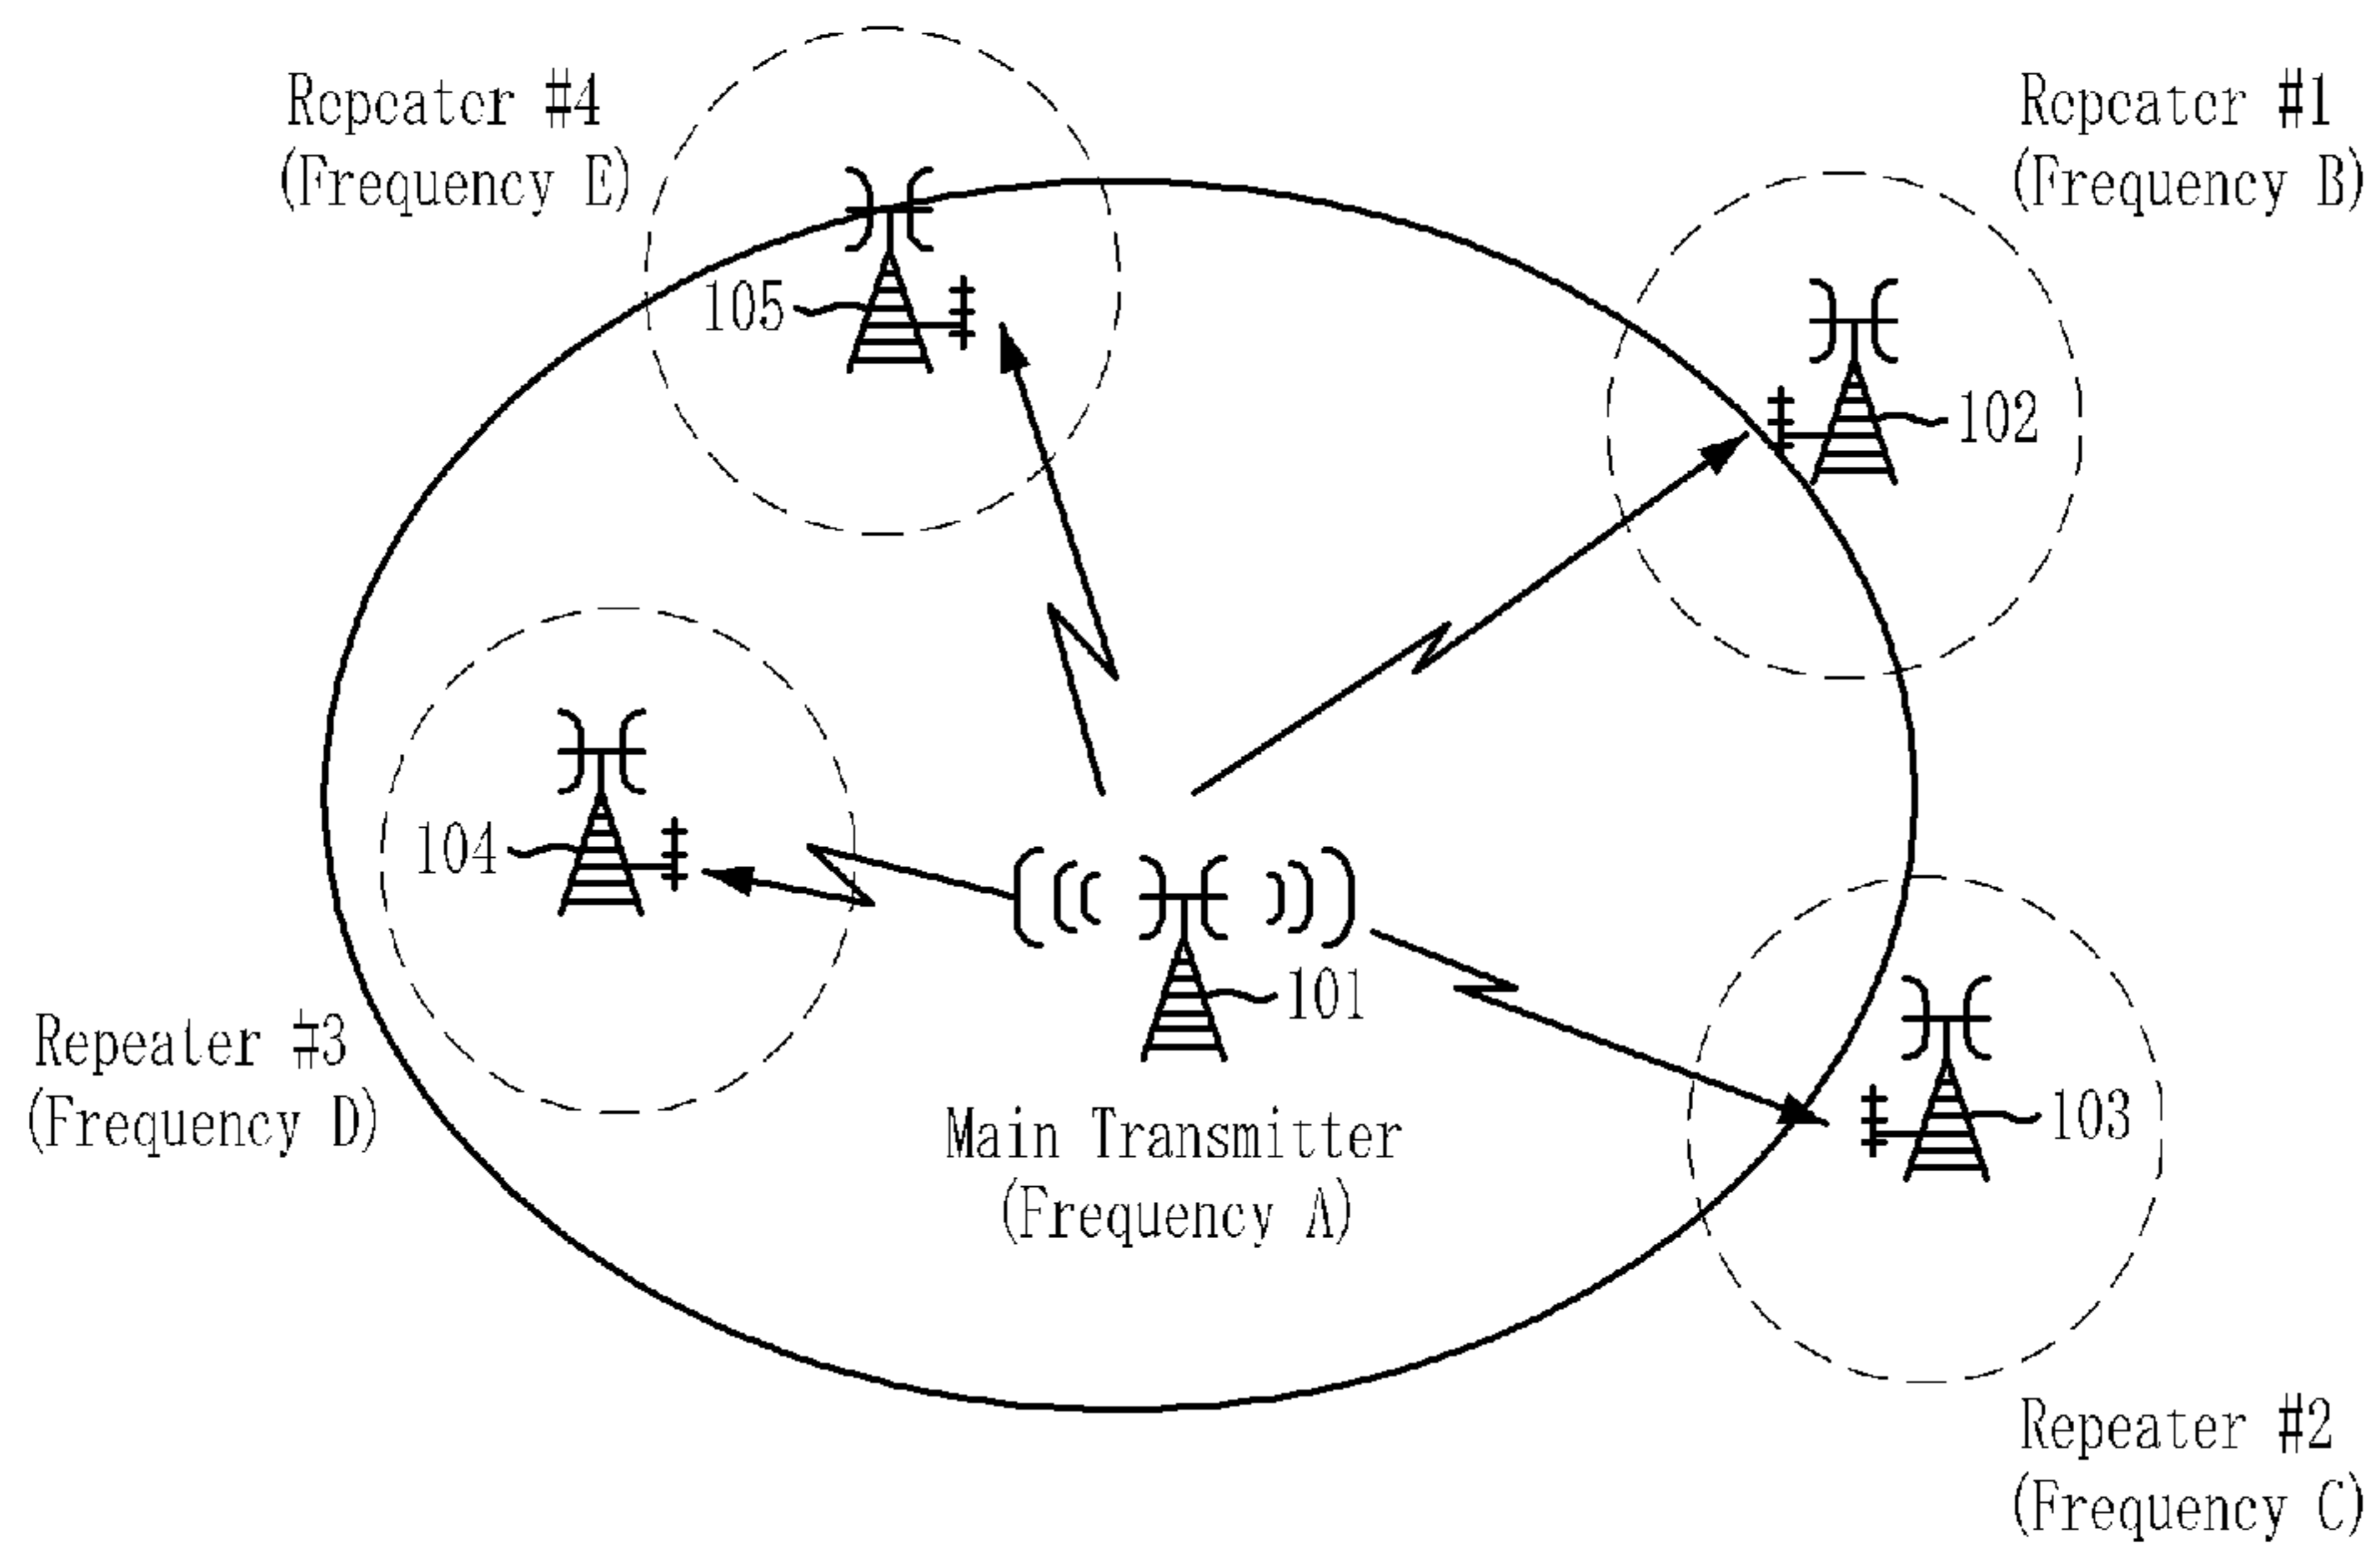 Repeater #4
(Frequency E)
Repeater #1
(Frequency B)
105
102
104
101
Repeater #3
(Frequency D)
103
Main Transmitter
(Frequency A)
Repeater #2
(Frequency C)